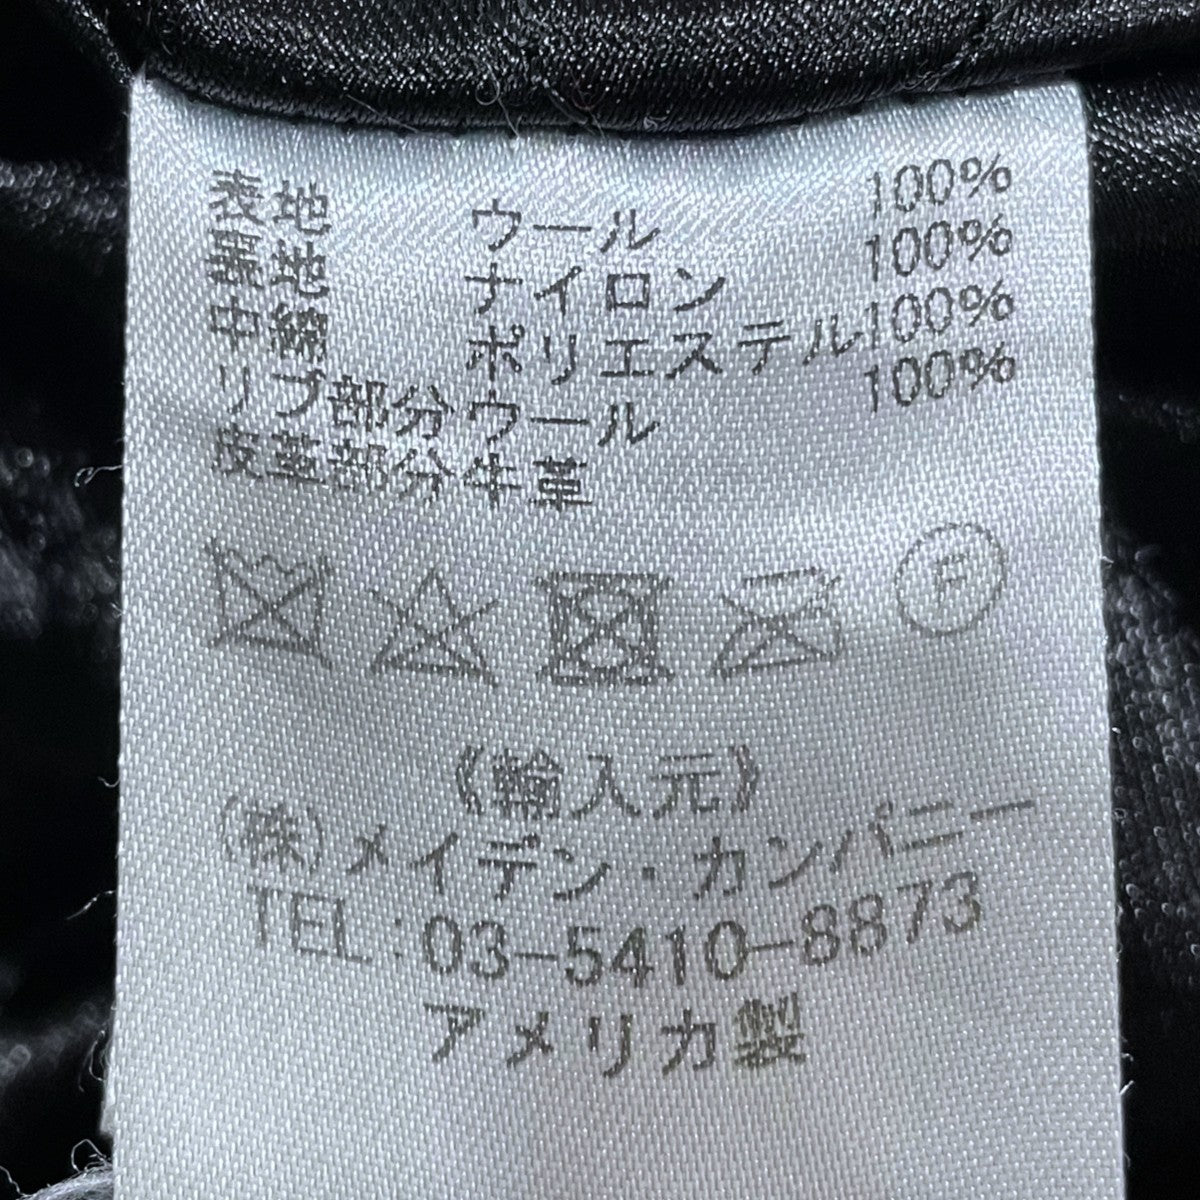 表地 ウール 100%
裏地 ナイロン 100%
中綿 ポリエステル 100%
リブ部分 ウール 100%
皮革部分 牛革
F
《輸入元》
(株)メイデン・カンパニー
TEL:03-5410-8873
アメリカ製